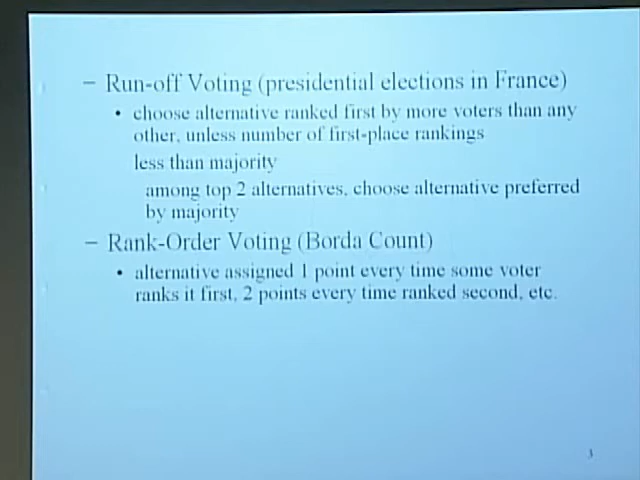 – Run-off Voting (presidential elections in France)
• choose alternative ranked first by more voters than any
other, unless number of first-place rankings
less than majority
among top 2 alternatives, choose alternative preferred
by majority
– Rank-Order Voting (Borda Count)
• alternative assigned 1 point every time some voter
ranks it first, 2 points every time ranked second, etc.
3